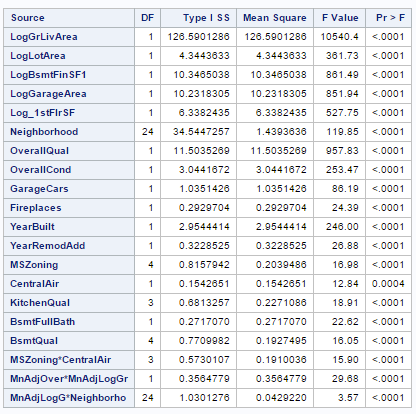 Source DF Type I SS Mean Square F Value Pr > F
LogGrLivArea 1 126.5901286 126.5901286 10540.4 <.0001
LogLotArea 1 4.3443633 4.3443633 361.73 <.0001
LogBsmtFinSF1 1 10.3465038 10.3465038 861.49 <.0001
LogGarageArea 1 10.2318305 10.2318305 851.94 <.0001
Log_1stFlrSF 1 6.3382435 6.3382435 527.75 <.0001
Neighborhood 24 34.5447257 1.4393636 119.85 <.0001
OverallQual 1 11.5035269 11.5035269 957.83 <.0001
OverallCond 1 3.0441672 3.0441672 253.47 <.0001
GarageCars 1 1.0351426 1.0351426 86.19 <.0001
Fireplaces 1 0.2929704 0.2929704 24.39 <.0001
YearBuilt 1 2.9544414 2.9544414 246.00 <.0001
YearRemodAdd 1 0.3228525 0.3228525 26.88 <.0001
MSZoning 4 0.8157942 0.2039486 16.98 <.0001
CentralAir 1 0.1542651 0.1542651 12.84 0.0004
KitchenQual 3 0.6813257 0.2271086 18.91 <.0001
BsmtFullBath 1 0.2717070 0.2717070 22.62 <.0001
BsmtQual 4 0.7709982 0.1927495 16.05 <.0001
MSZoning*CentralAir 3 0.5730107 0.1910036 15.90 <.0001
MnAdjOver*MnAdjLogGr 1 0.3564779 0.3564779 29.68 <.0001
MnAdjLogG*Neighborho 24 1.0301276 0.0429220 3.57 <.0001